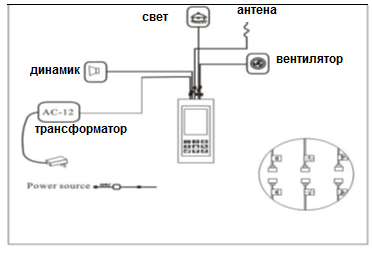 свет
антена
динамик
вентилятор
AC-12
трансформатор
Power source